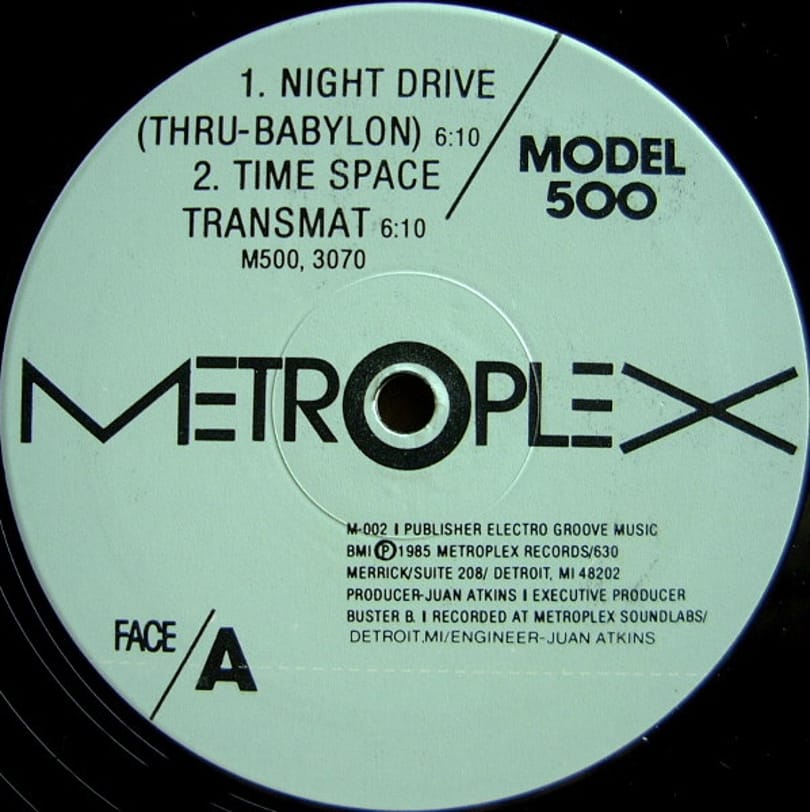 1. NIGHT DRIVE
(THRU-BABYLON) 6:10
2. TIME SPACE
TRANSMAT 6:10
M500, 3070
MODEL
500
METROPLEX
M-002 I PUBLISHER ELECTRO GROOVE MUSIC
BMI Ⓟ1985 METROPLEX RECORDS/630
MERRICK/SUITE 208/ DETROIT, MI 48202
PRODUCER-JUAN ATKINS I EXECUTIVE PRODUCER
BUSTER B. I RECORDED AT METROPLEX SOUNDLABS/
DETROIT,MI/ENGINEER-JUAN ATKINS
FACE/A